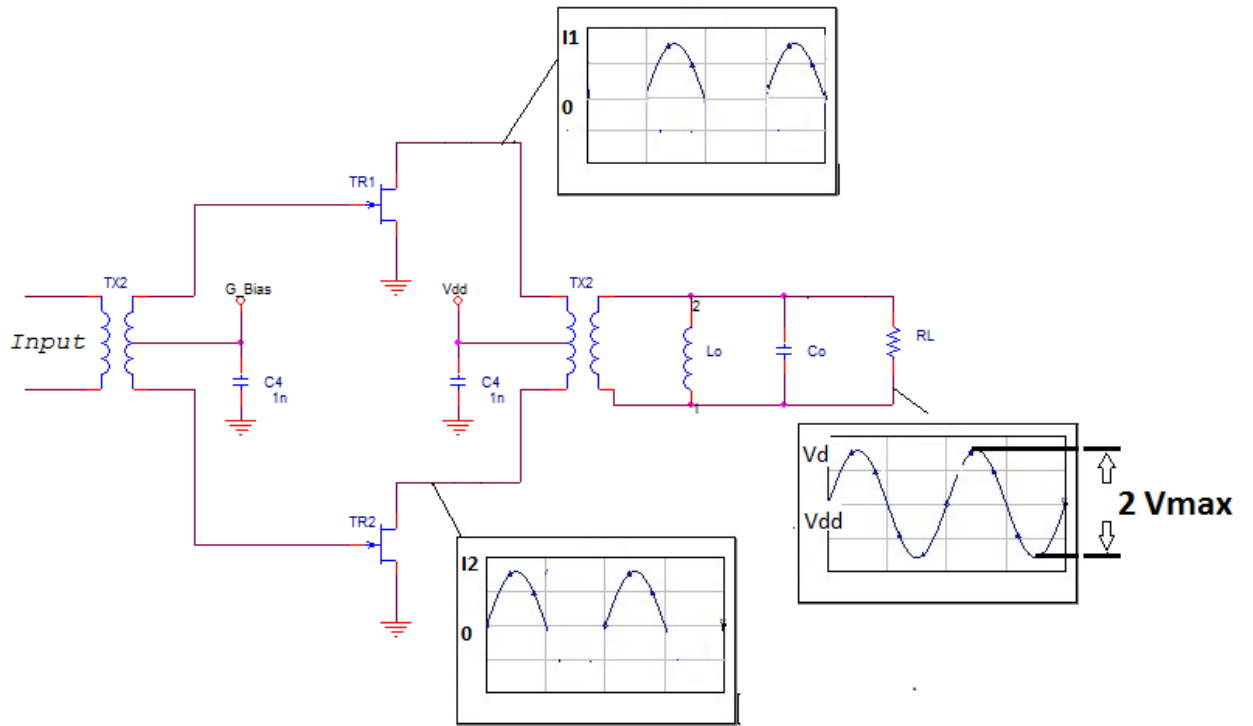 I1
0
TR1
TX2
G_Bias
Vdd
TX2
2
Input
Lo
Co
RL
C4
1n
C4
1n
1
Vd
2 Vmax
Vdd
TR2
I2
0